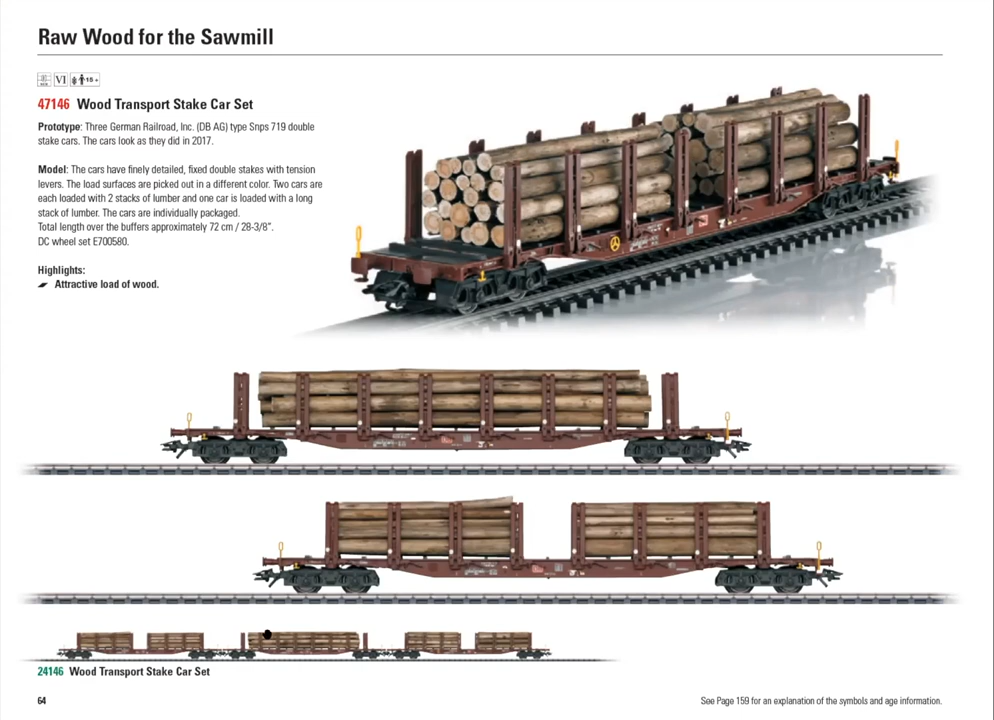 Raw Wood for the Sawmill
VI 15 +
47146 Wood Transport Stake Car Set
Prototype: Three German Railroad, Inc. (DB AG) type Snps 719 double
stake cars. The cars look as they did in 2017.
Model: The cars have finely detailed, fixed double stakes with tension
levers. The load surfaces are picked out in a different color. Two cars are
each loaded with 2 stacks of lumber and one car is loaded with a long
stack of lumber. The cars are individually packaged.
Total length over the buffers approximately 72 cm / 28-3/8”.
DC wheel set E700580.
Highlights:
Attractive load of wood.
24146 Wood Transport Stake Car Set
64
See Page 159 for an explanation of the symbols and age information.